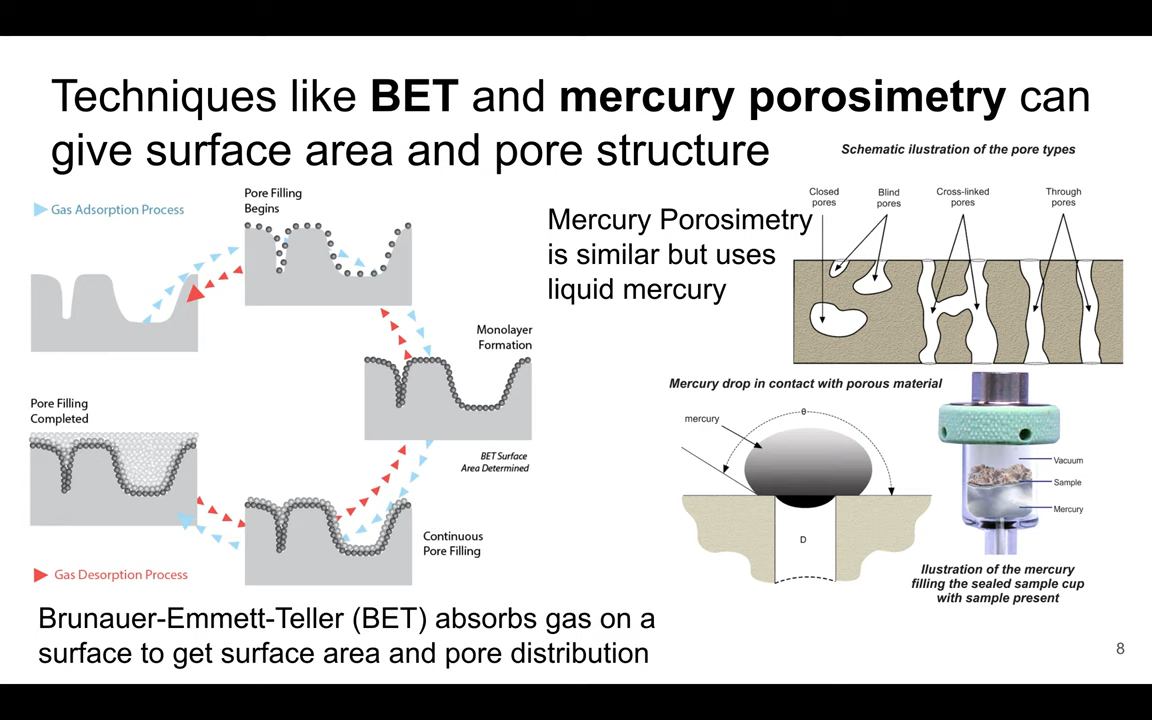 Techniques like BET and mercury porosimetry can
give surface area and pore structure
Gas Adsorption Process
Pore Filling
Begins
Monolayer
Formation
BET Surface
Area Determined
Continuous
Pore Filling
Pore Filling
Completed
Gas Desorption Process
Brunauer-Emmett-Teller (BET) absorbs gas on a
surface to get surface area and pore distribution
Mercury Porosimetry
is similar but uses
liquid mercury
Schematic ilustration of the pore types
Closed
pores
Blind
pores
Cross-linked
pores
Through
pores
Mercury drop in contact with porous material
mercury
θ
D
Vacuum
Sample
Mercury
Ilustration of the mercury
filling the sealed sample cup
with sample present
8